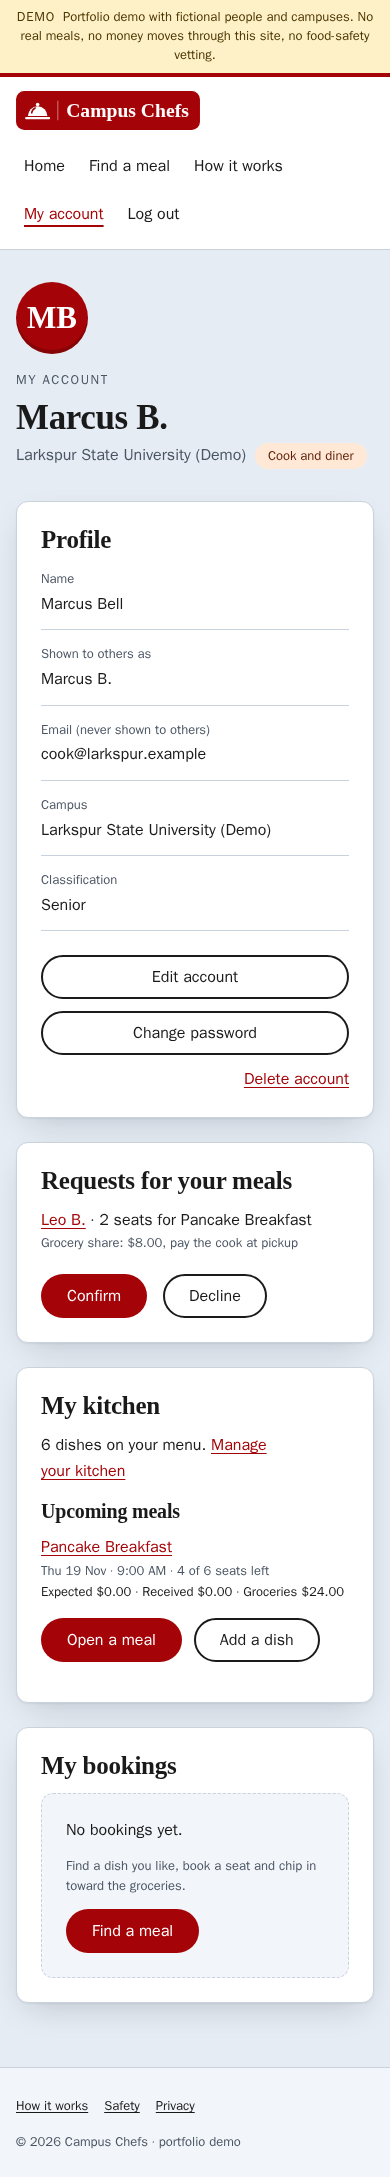 DEMO Portfolio demo with fictional people and campuses. No
real meals, no money moves through this site, no food-safety
vetting.
Campus Chefs
Home Find a meal How it works
My account Log out
MB
MY ACCOUNT
Marcus B.
Larkspur State University (Demo) Cook and diner
Profile
Name
Marcus Bell
Shown to others as
Marcus B.
Email (never shown to others)
cook@larkspur.example
Campus
Larkspur State University (Demo)
Classification
Senior
Edit account
Change password
Delete account
Requests for your meals
Leo B. · 2 seats for Pancake Breakfast
Grocery share: $8.00, pay the cook at pickup
Confirm Decline
My kitchen
6 dishes on your menu. Manage
your kitchen
Upcoming meals
Pancake Breakfast
Thu 19 Nov · 9:00 AM · 4 of 6 seats left
Expected $0.00 · Received $0.00 · Groceries $24.00
Open a meal Add a dish
My bookings
No bookings yet.
Find a dish you like, book a seat and chip in
toward the groceries.
Find a meal
How it works Safety Privacy
© 2026 Campus Chefs · portfolio demo